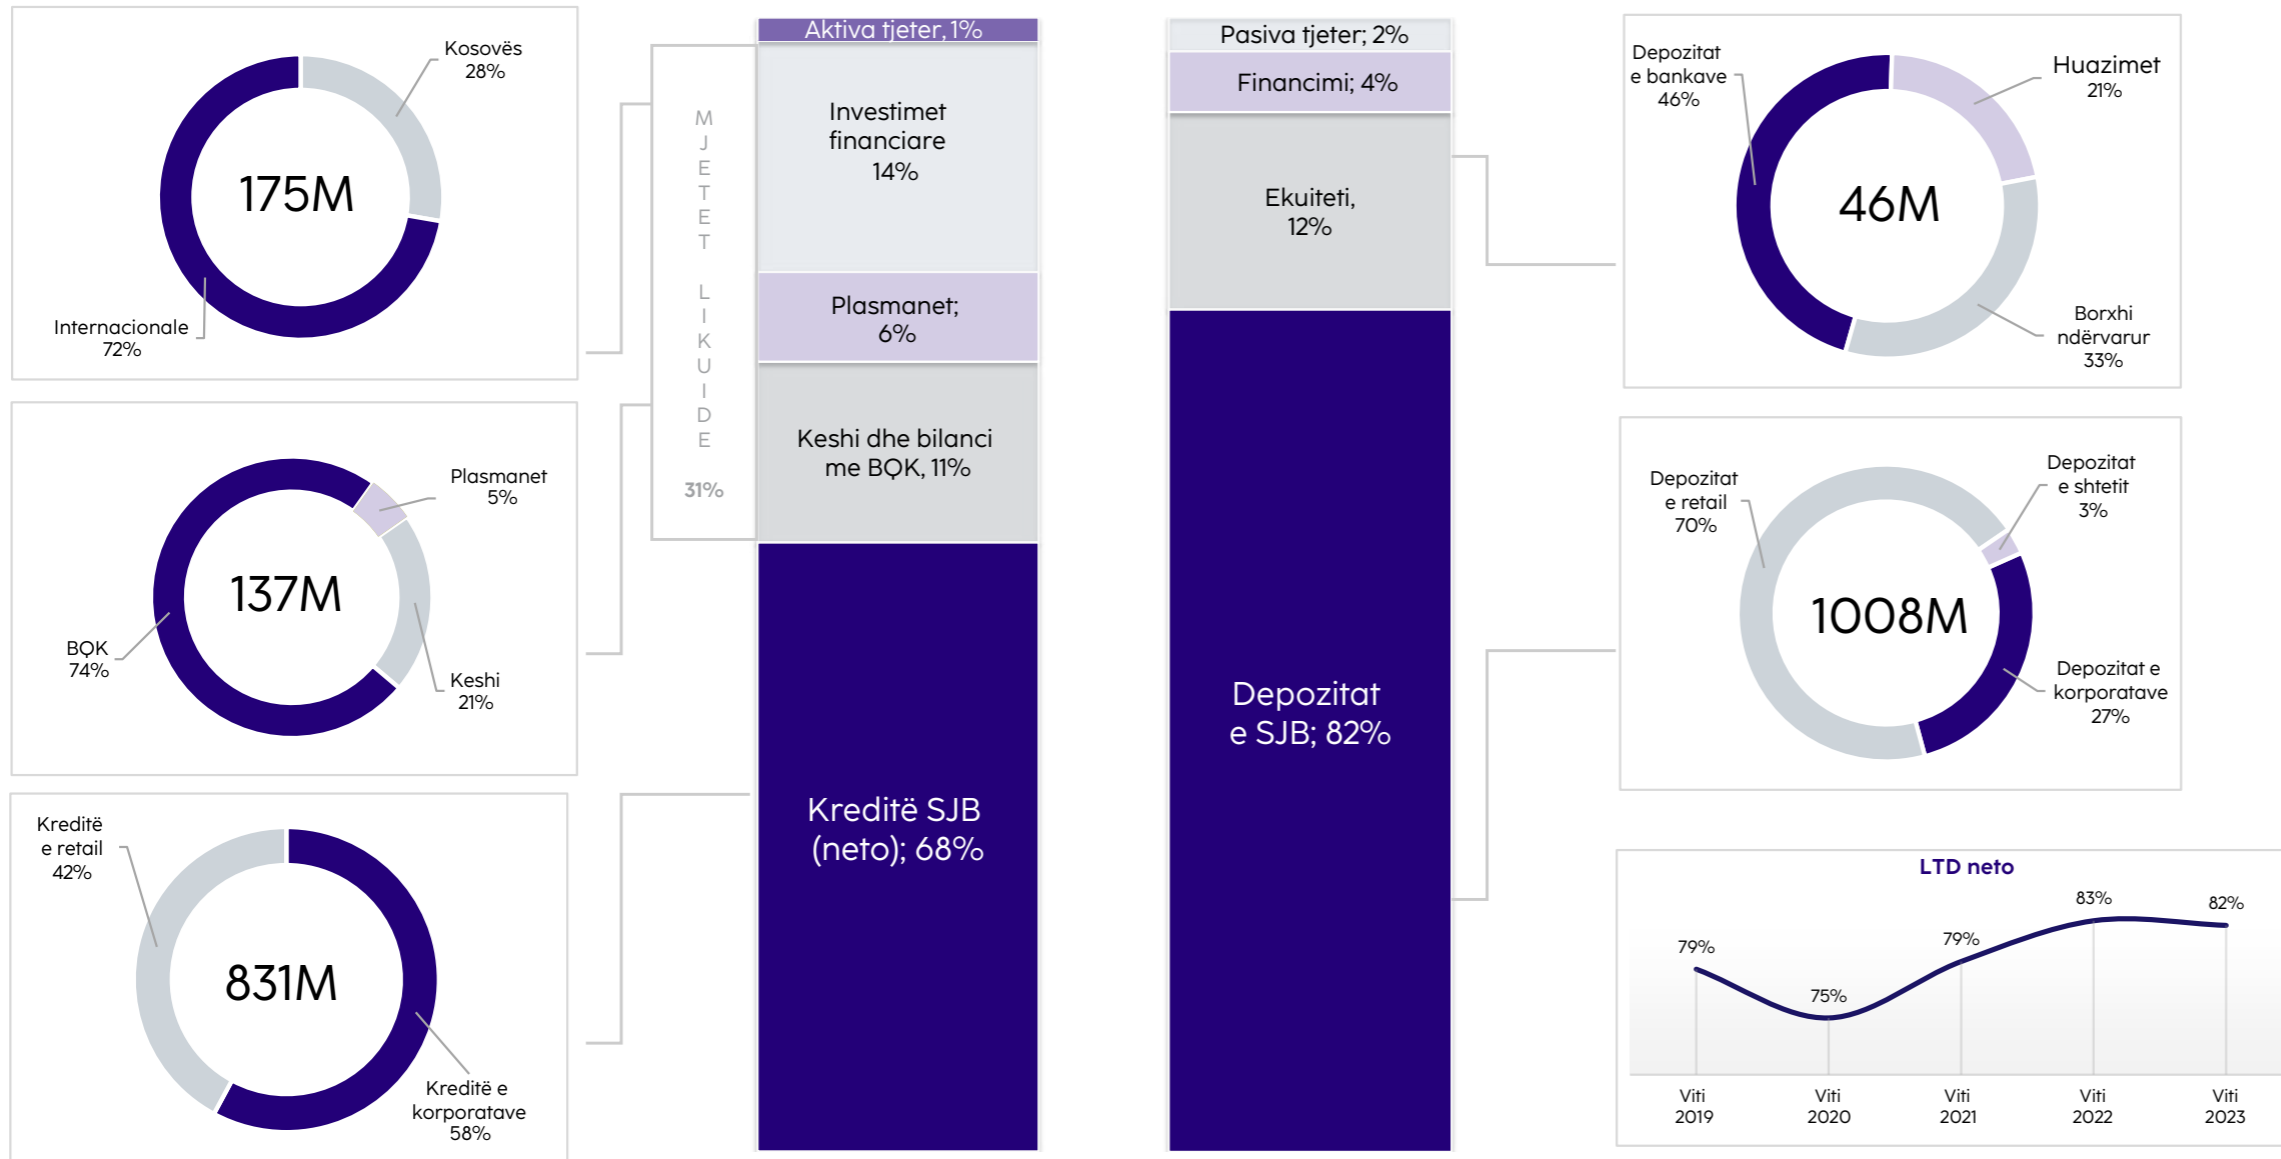 Kosovës
28%
175M
Internacionale
72%
Plasmanet
5%
137M
BQK
74%
Keshi
21%
Kreditë
e retail
42%
831M
Kreditë e
korporatave
58%
MJETET LIKUIDE
31%
Aktiva tjeter, 1%
Investimet
financiare
14%
Plasmanet;
6%
Keshi dhe bilanci
me BQK, 11%
Kreditë SJB
(neto); 68%
Pasiva tjeter; 2%
Financimi; 4%
Ekuiteti,
12%
Depozitat
e SJB; 82%
Depozitat
e bankave
46%
Huazimet
21%
46M
Borxhi
ndërvarur
33%
Depozitat
e retail
70%
Depozitat
e shtetit
3%
1008M
Depozitat e
korporatave
27%
LTD neto
79%
75%
79%
83%
82%
Viti
2019
Viti
2020
Viti
2021
Viti
2022
Viti
2023